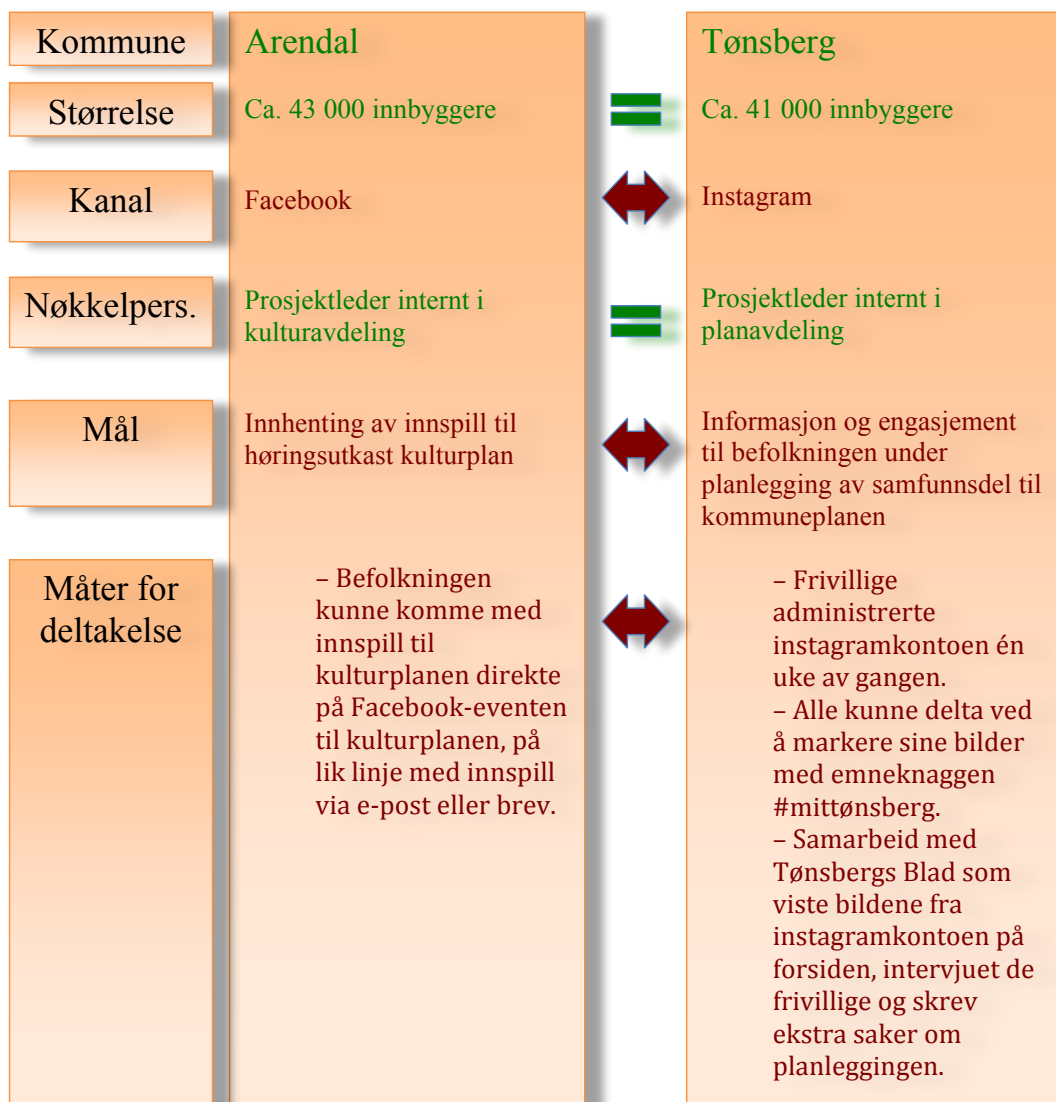 Kommune
Arendal
Tønsberg
Størrelse
Ca. 43 000 innbyggere
Ca. 41 000 innbyggere
Kanal
Facebook
Instagram
Nøkkelpers.
Prosjektleder internt i
kulturavdeling
Prosjektleder internt i
planavdeling
Mål
Innhenting av innspill til
høringsutkast kulturplan
Informasjon og engasjement
til befolkningen under
planlegging av samfunnsdel til
kommuneplanen
Måter for
deltakelse
– Befolkningen
kunne komme med
innspill til
kulturplanen direkte
på Facebook-eventen
til kulturplanen, på
lik linje med innspill
via e-post eller brev.
– Frivillige
administrerte
instagramkontoen én
uke av gangen.
– Alle kunne delta ved
å markere sine bilder
med emneknaggen
#mittønsberg.
– Samarbeid med
Tønsbergs Blad som
viste bildene fra
instagramkontoen på
forsiden, intervjuet de
frivillige og skrev
ekstra saker om
planleggingen.